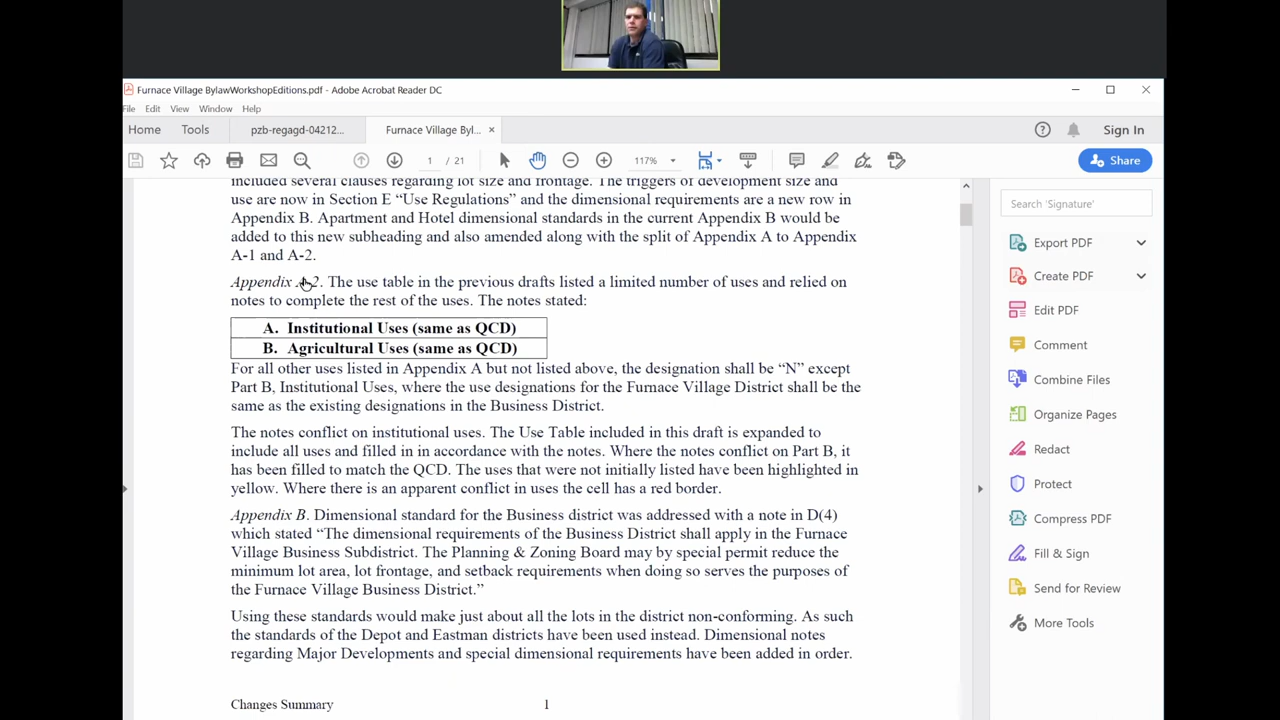 Furnace Village BylawWorkshopEditions.pdf - Adobe Acrobat Reader DC
File Edit View Window Help
Home Tools pzb-regagd-04212... Furnace Village Byl... × Sign In
1 / 21 117% Share
included several clauses regarding lot size and frontage. The triggers of development size and
use are now in Section E “Use Regulations” and the dimensional requirements are a new row in
Appendix B. Apartment and Hotel dimensional standards in the current Appendix B would be
added to this new subheading and also amended along with the split of Appendix A to Appendix
A-1 and A-2.
Appendix A-2. The use table in the previous drafts listed a limited number of uses and relied on
notes to complete the rest of the uses. The notes stated:
A. Institutional Uses (same as QCD)
B. Agricultural Uses (same as QCD)
For all other uses listed in Appendix A but not listed above, the designation shall be “N” except
Part B, Institutional Uses, where the use designations for the Furnace Village District shall be the
same as the existing designations in the Business District.
The notes conflict on institutional uses. The Use Table included in this draft is expanded to
include all uses and filled in in accordance with the notes. Where the notes conflict on Part B, it
has been filled to match the QCD. The uses that were not initially listed have been highlighted in
yellow. Where there is an apparent conflict in uses the cell has a red border.
Appendix B. Dimensional standard for the Business district was addressed with a note in D(4)
which stated “The dimensional requirements of the Business District shall apply in the Furnace
Village Business Subdistrict. The Planning & Zoning Board may by special permit reduce the
minimum lot area, lot frontage, and setback requirements when doing so serves the purposes of
the Furnace Village Business District.”
Using these standards would make just about all the lots in the district non-conforming. As such
the standards of the Depot and Eastman districts have been used instead. Dimensional notes
regarding Major Developments and special dimensional requirements have been added in order.
Changes Summary 1
Search 'Signature'
Export PDF
Create PDF
Edit PDF
Comment
Combine Files
Organize Pages
Redact
Protect
Compress PDF
Fill & Sign
Send for Review
More Tools